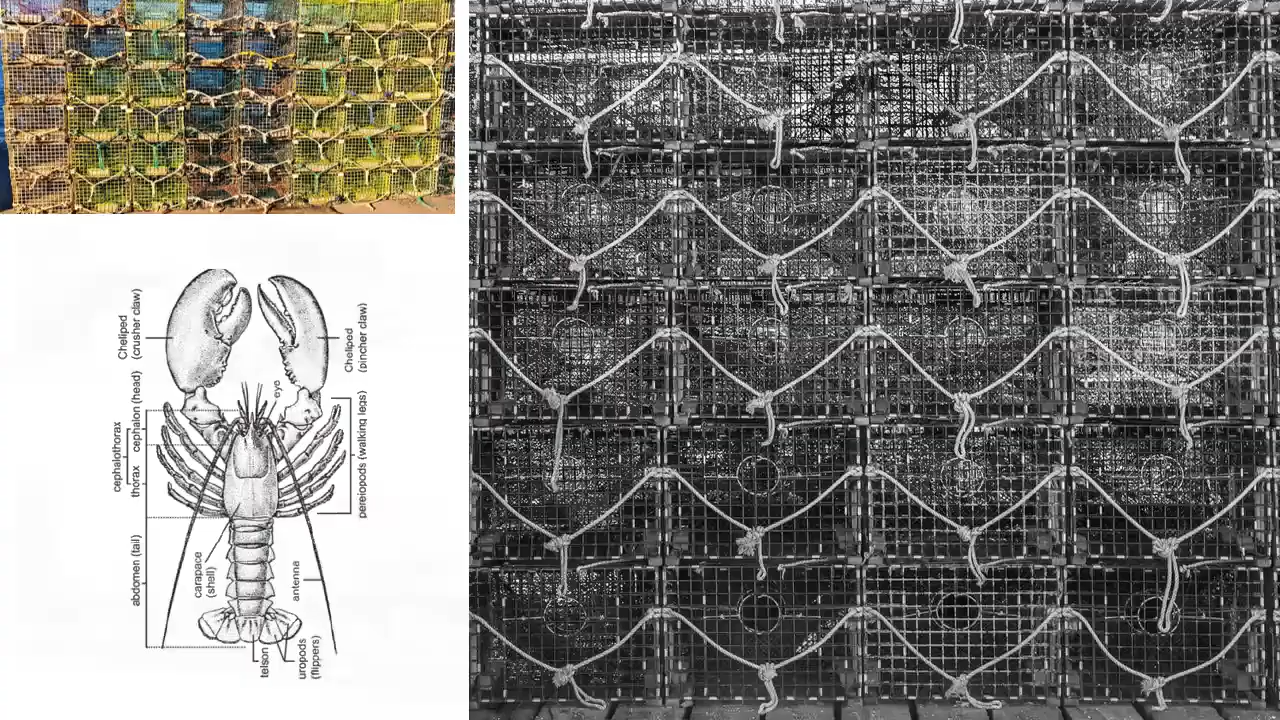 Cheliped
(crusher claw)
Cheliped
(pincher claw)
eye
cephalothorax
cephalon (head)
thorax
pereiopods (walking legs)
abdomen (tail)
carapace
(shell)
antenna
telson
uropods
(flippers)